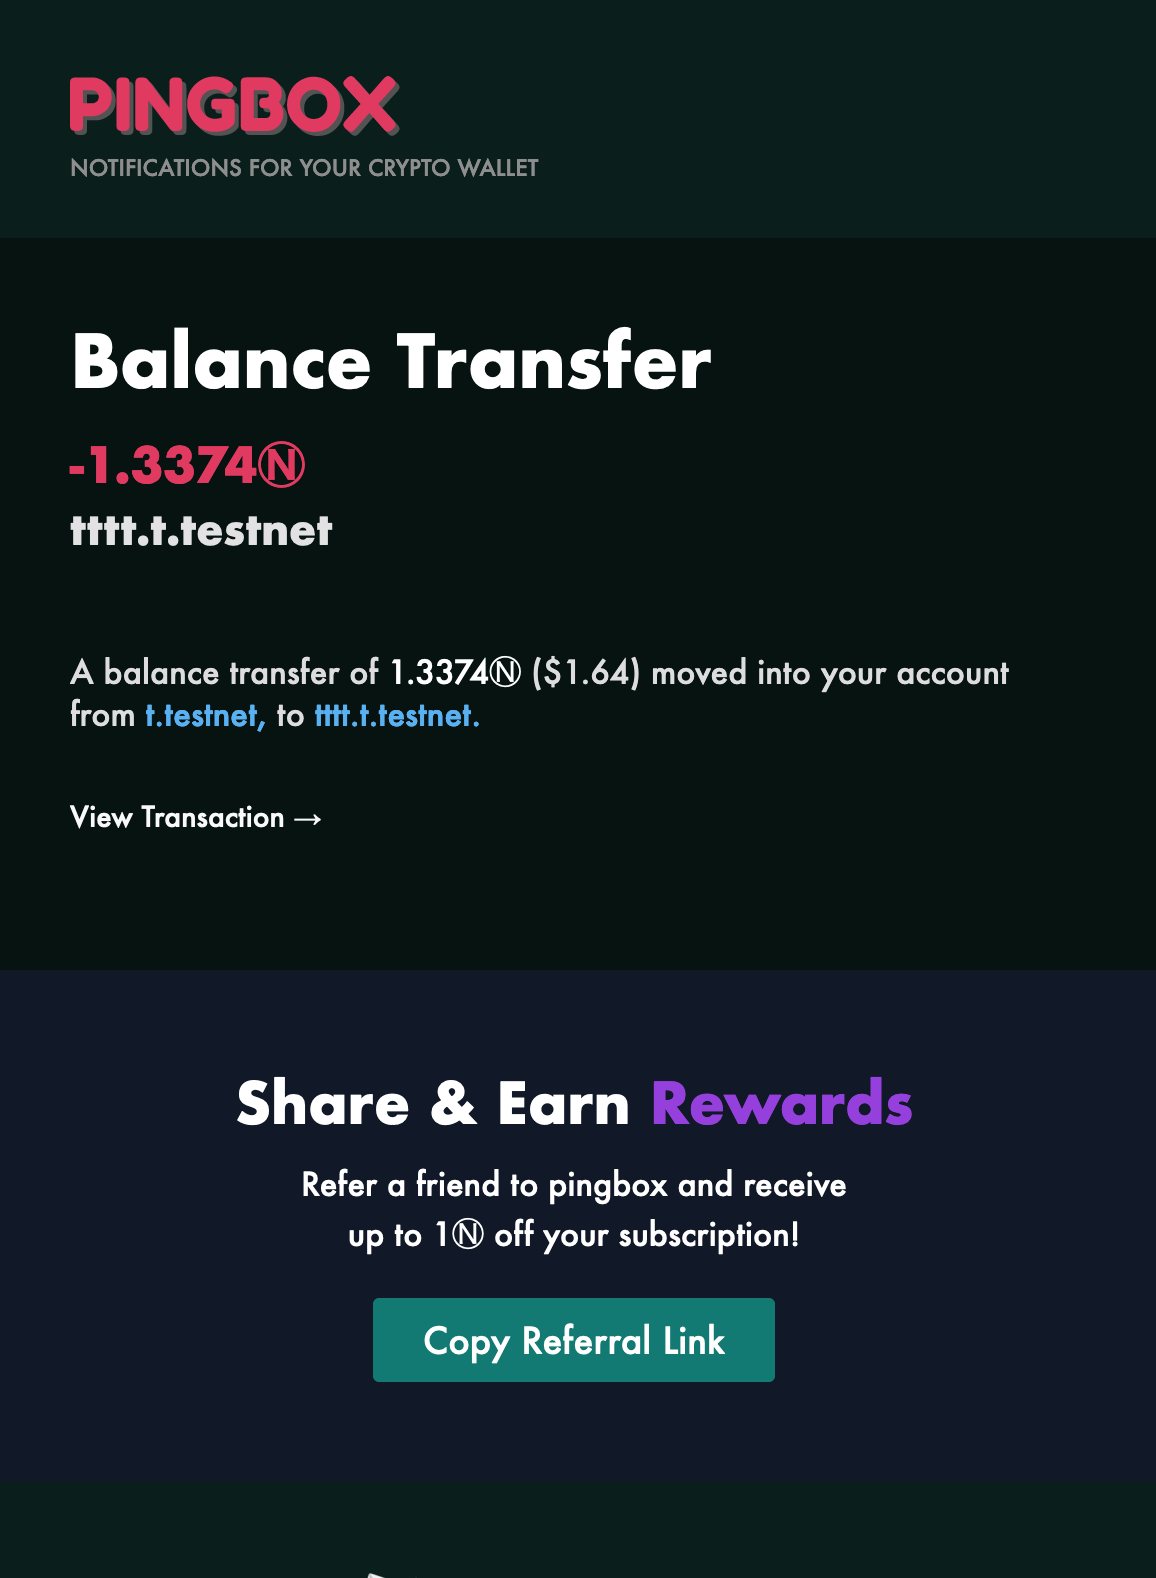 PINGBOX
NOTIFICATIONS FOR YOUR CRYPTO WALLET
Balance Transfer
-1.3374Ⓝ
tttt.t.testnet
A balance transfer of 1.3374Ⓝ ($1.64) moved into your account
from t.testnet, to tttt.t.testnet.
View Transaction →
Share & Earn Rewards
Refer a friend to pingbox and receive
up to 1Ⓝ off your subscription!
Copy Referral Link